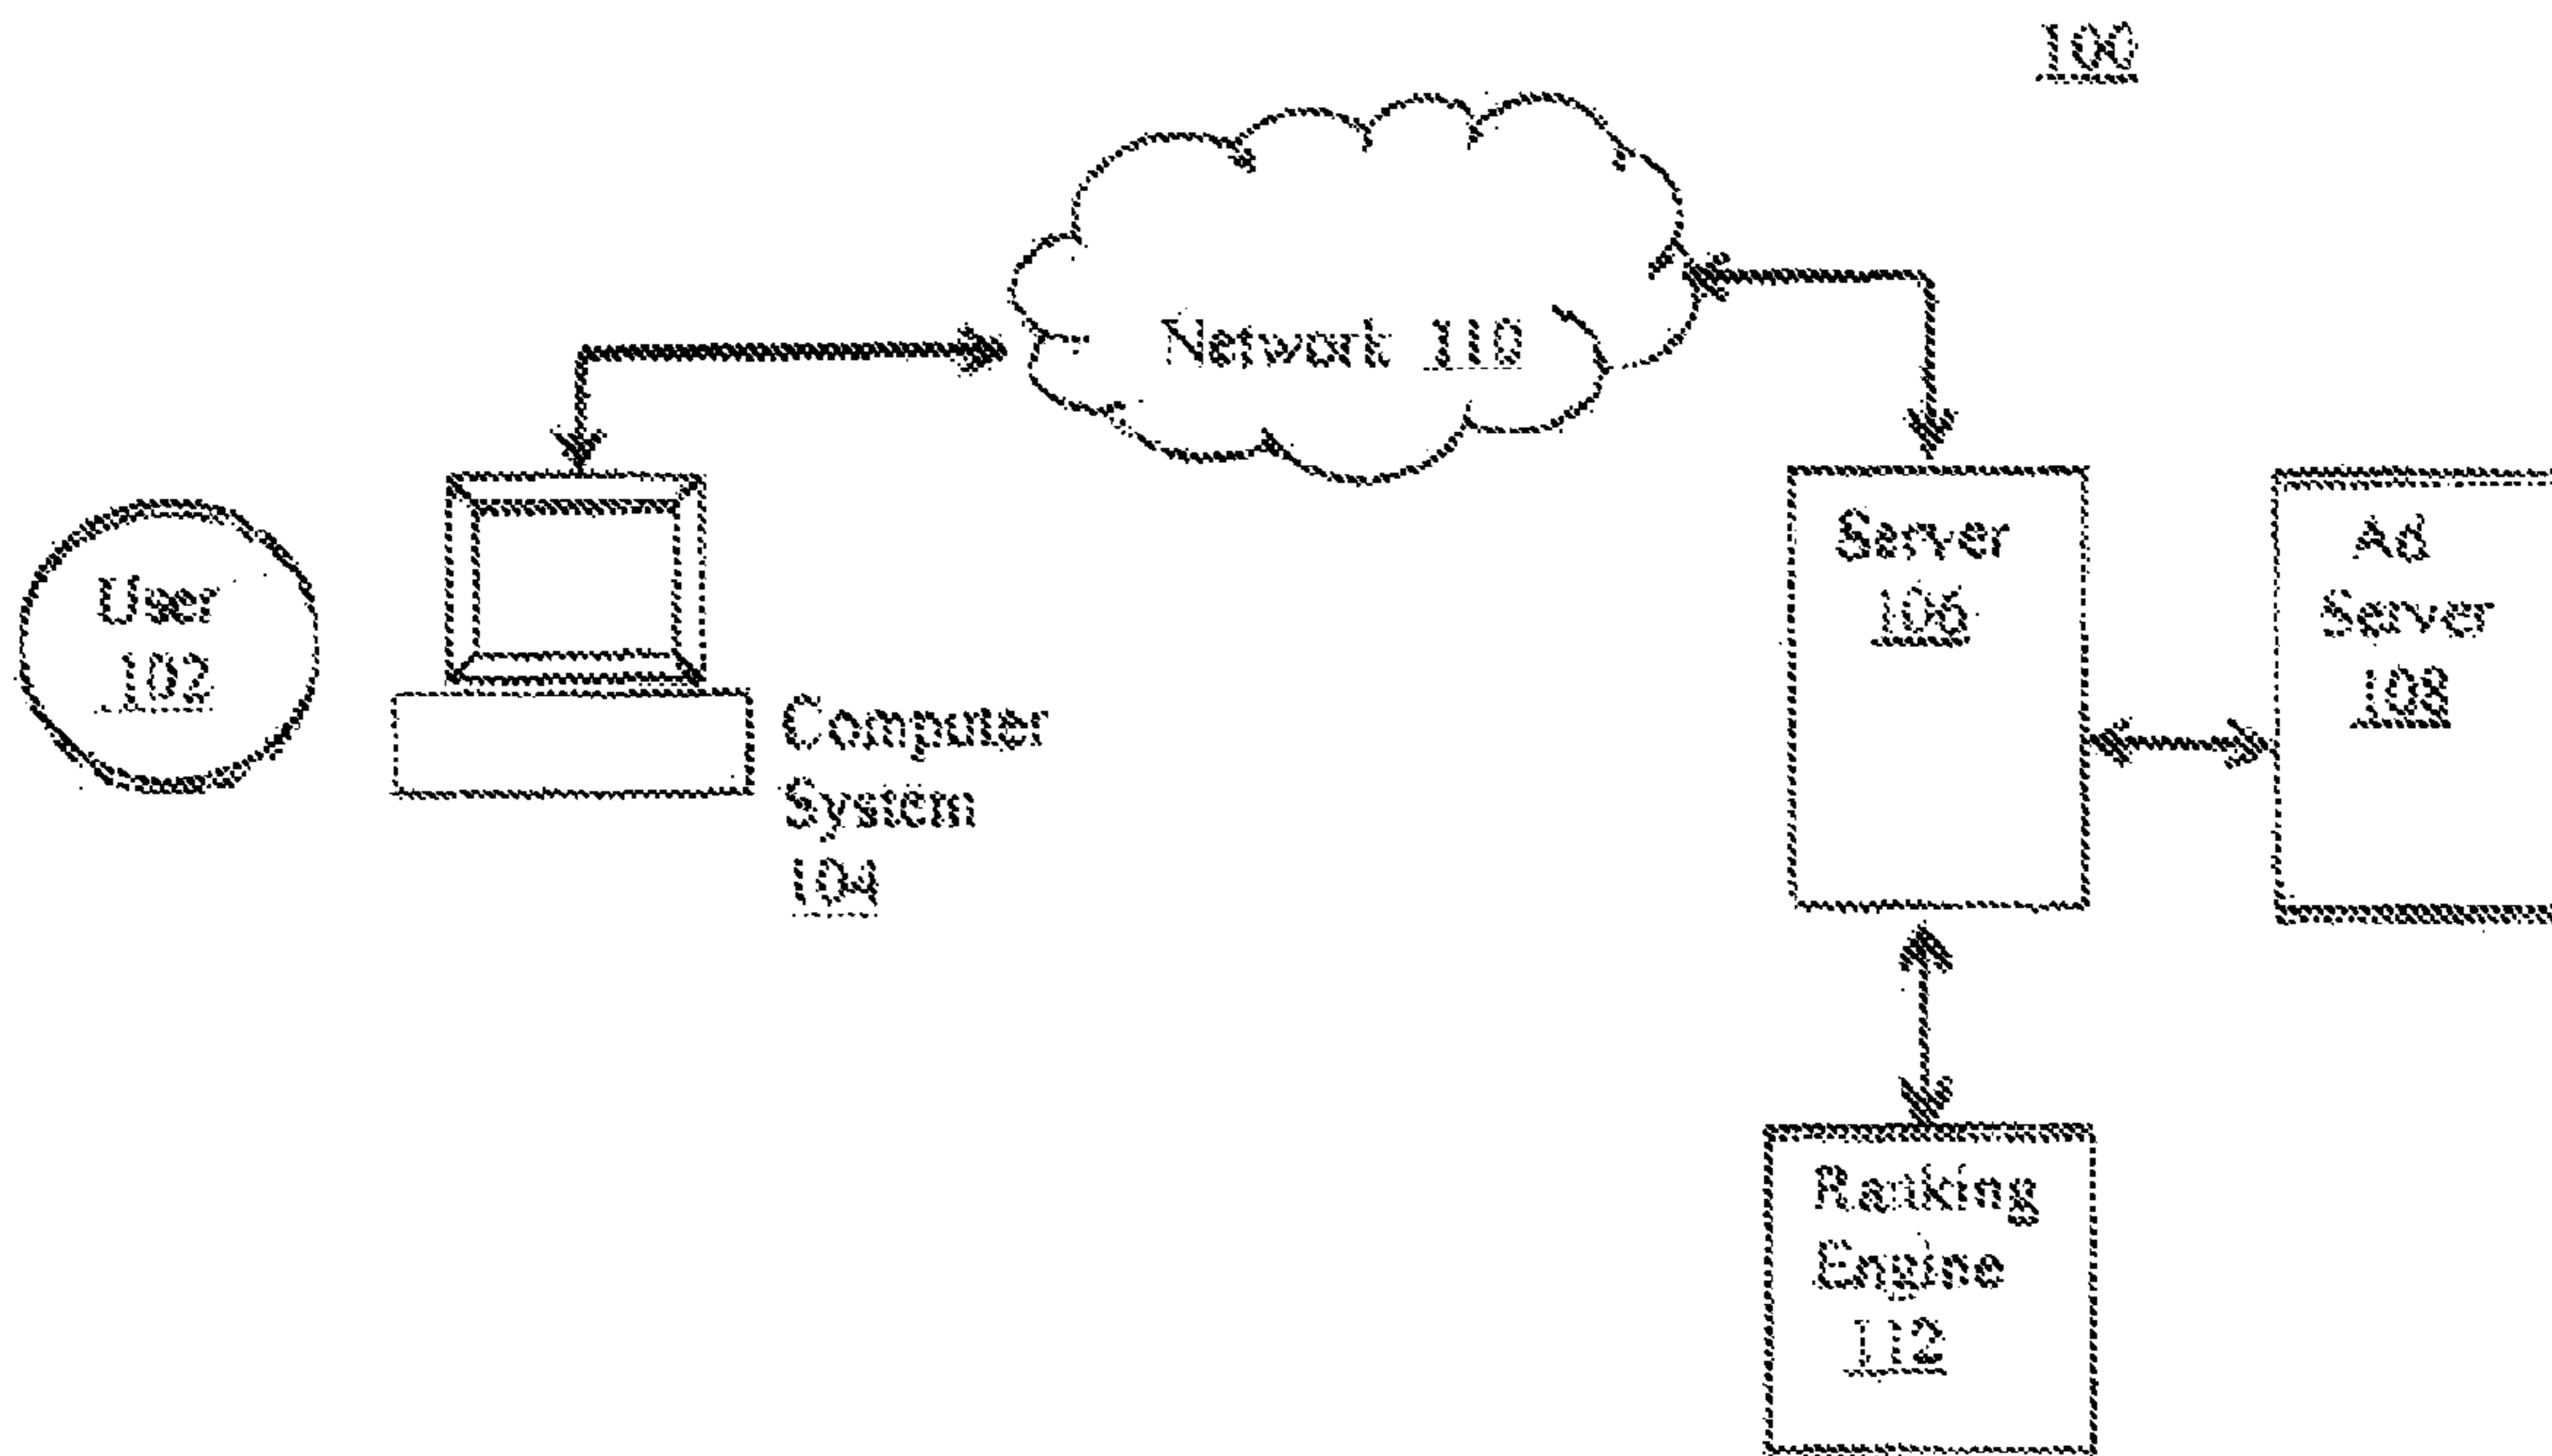 100
Network 110
User
102
Computer
System
104
Server
106
Ad
Server
108
Ranking
Engine
112